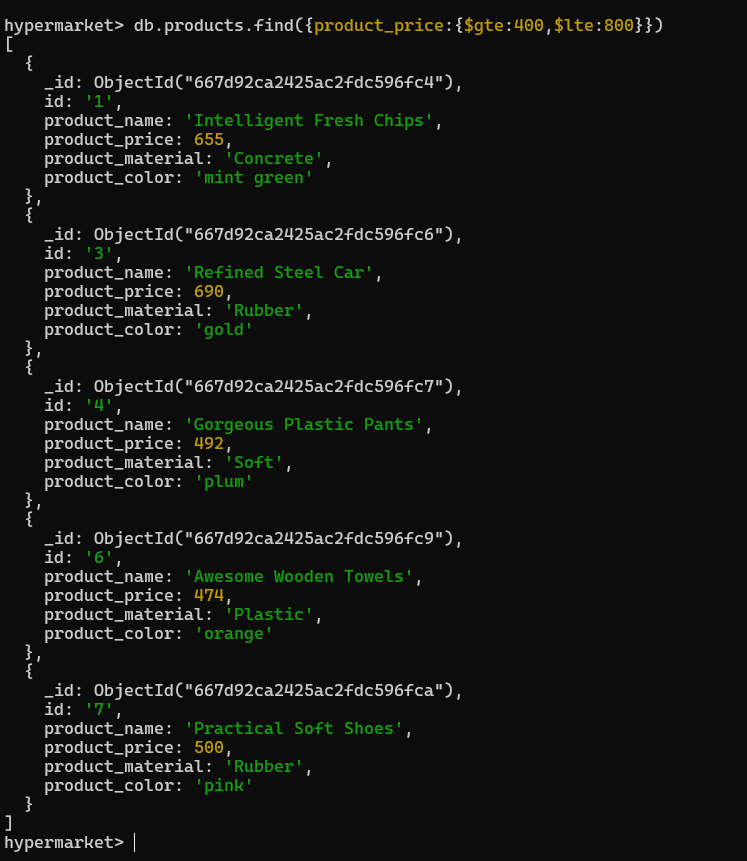 hypermarket> db.products.find({product_price:{$gte:400,$lte:800}})
[
  {
    _id: ObjectId("667d92ca2425ac2fdc596fc4"),
    id: '1',
    product_name: 'Intelligent Fresh Chips',
    product_price: 655,
    product_material: 'Concrete',
    product_color: 'mint green'
  },
  {
    _id: ObjectId("667d92ca2425ac2fdc596fc6"),
    id: '3',
    product_name: 'Refined Steel Car',
    product_price: 690,
    product_material: 'Rubber',
    product_color: 'gold'
  },
  {
    _id: ObjectId("667d92ca2425ac2fdc596fc7"),
    id: '4',
    product_name: 'Gorgeous Plastic Pants',
    product_price: 492,
    product_material: 'Soft',
    product_color: 'plum'
  },
  {
    _id: ObjectId("667d92ca2425ac2fdc596fc9"),
    id: '6',
    product_name: 'Awesome Wooden Towels',
    product_price: 474,
    product_material: 'Plastic',
    product_color: 'orange'
  },
  {
    _id: ObjectId("667d92ca2425ac2fdc596fca"),
    id: '7',
    product_name: 'Practical Soft Shoes',
    product_price: 500,
    product_material: 'Rubber',
    product_color: 'pink'
  }
]
hypermarket>